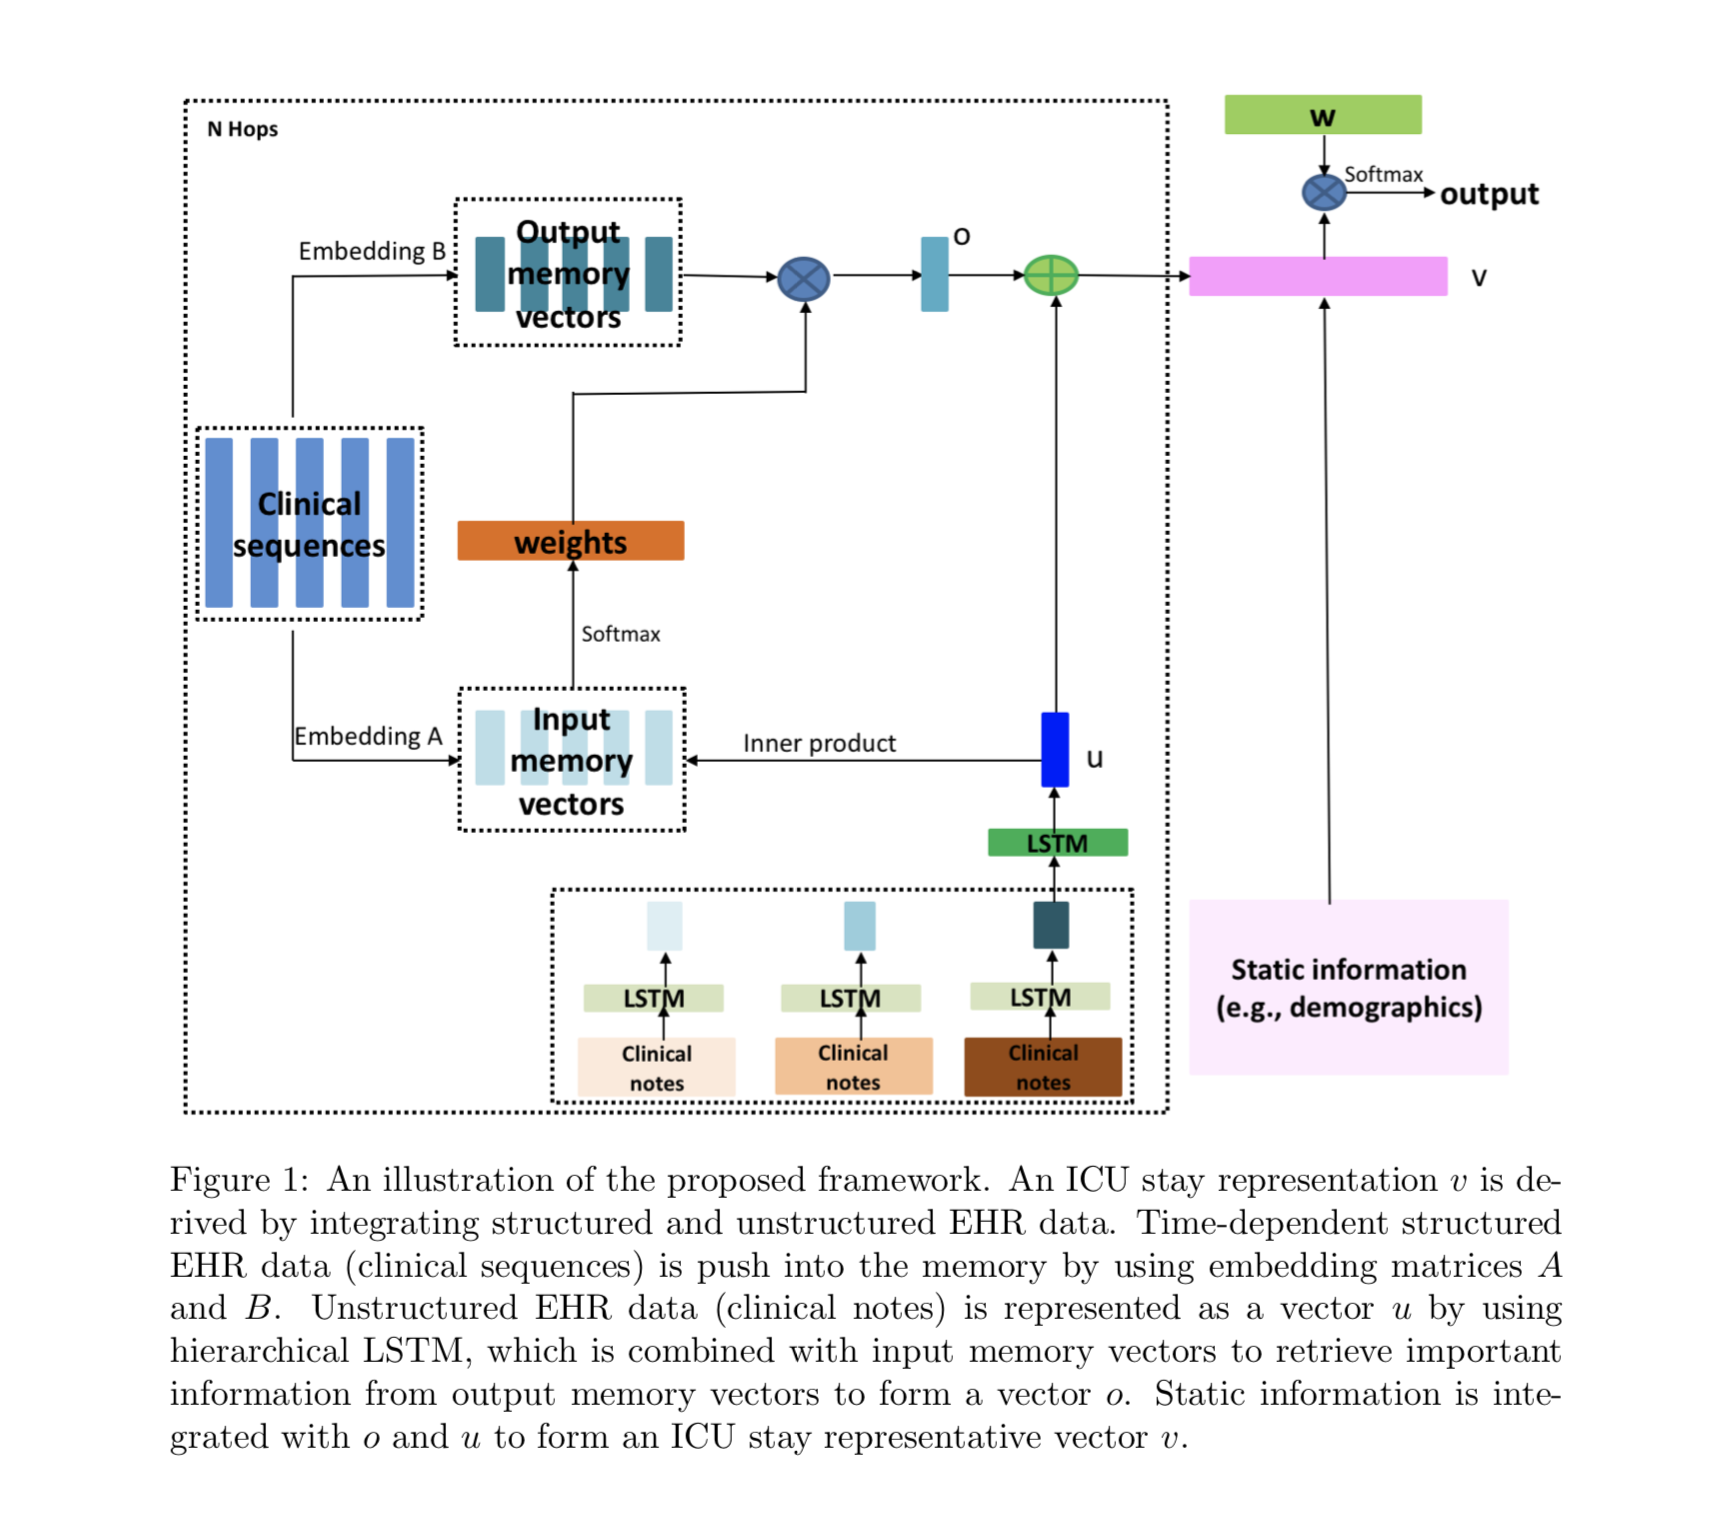 N Hops
w
Softmax
output
Embedding B
Output
memory
vectors
o
v
Clinical
sequences
weights
Softmax
Embedding A
Input
memory
vectors
Inner product
u
LSTM
LSTM
LSTM
LSTM
Clinical
notes
Clinical
notes
Clinical
notes
Static information
(e.g., demographics)
Figure 1: An illustration of the proposed framework. An ICU stay representation v is de-
rived by integrating structured and unstructured EHR data. Time-dependent structured
EHR data (clinical sequences) is push into the memory by using embedding matrices A
and B. Unstructured EHR data (clinical notes) is represented as a vector u by using
hierarchical LSTM, which is combined with input memory vectors to retrieve important
information from output memory vectors to form a vector o. Static information is inte-
grated with o and u to form an ICU stay representative vector v.